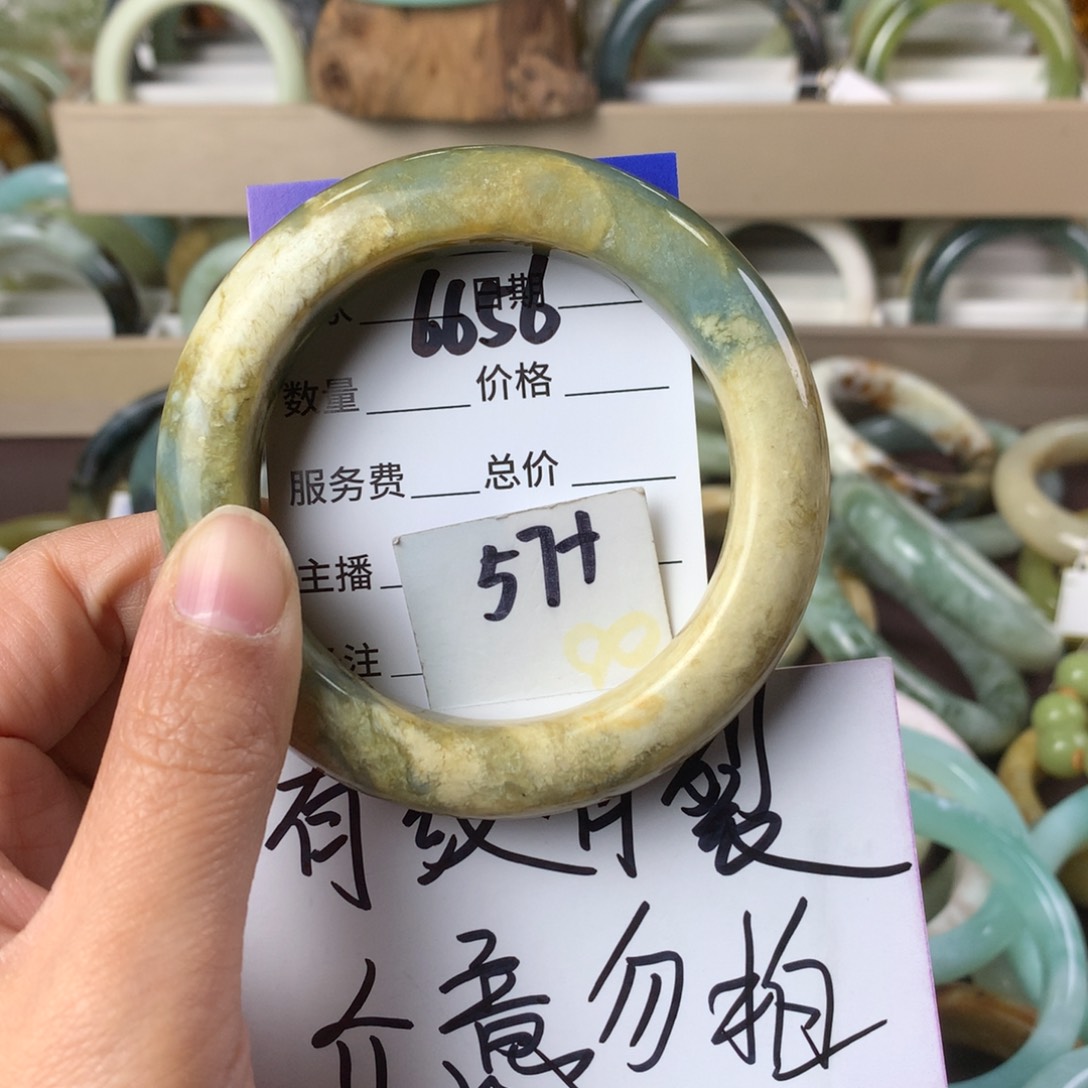 6656
日期
数量 价格
服务费 总价
主播
57+
注
90
有纹有裂
介意勿拍